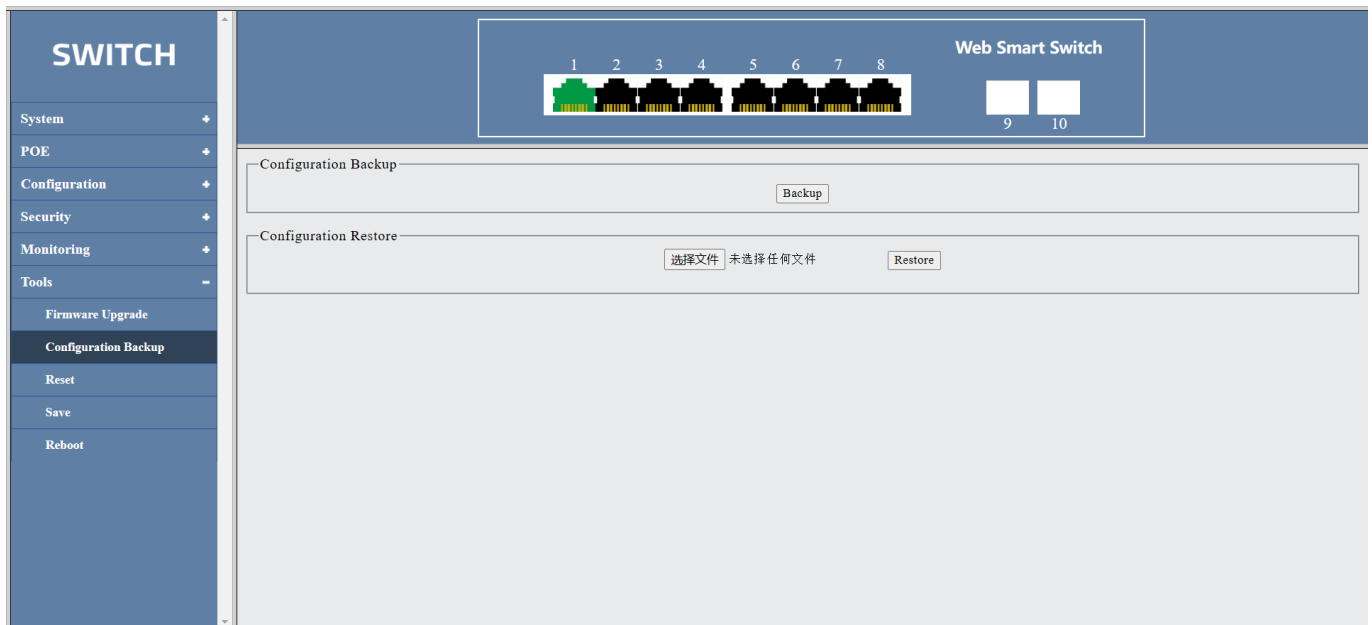 SWITCH
System
POE
Configuration
Security
Monitoring
Tools
Firmware Upgrade
Configuration Backup
Reset
Save
Reboot
Web Smart Switch
1 2 3 4 5 6 7 8
9 10
Configuration Backup
Backup
Configuration Restore
选择文件 未选择任何文件 Restore